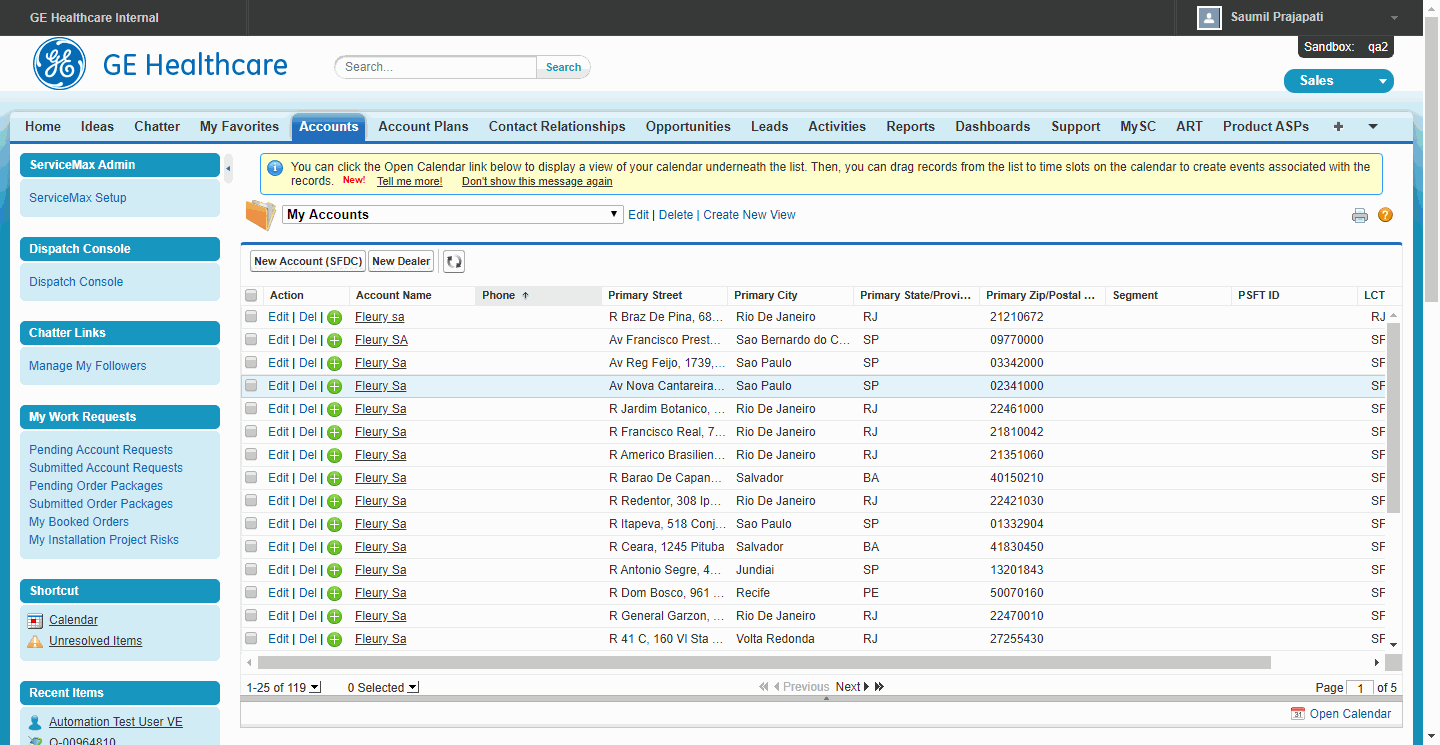 GE Healthcare Internal
Saumil Prajapati
Sandbox: qa2
GE Healthcare
Search...
Search
Sales
Home Ideas Chatter My Favorites Accounts Account Plans Contact Relationships Opportunities Leads Activities Reports Dashboards Support MySC ART Product ASPs +
ServiceMax Admin
ServiceMax Setup
Dispatch Console
Dispatch Console
Chatter Links
Manage My Followers
My Work Requests
Pending Account Requests
Submitted Account Requests
Pending Order Packages
Submitted Order Packages
My Booked Orders
My Installation Project Risks
Shortcut
Calendar
Unresolved Items
Recent Items
Automation Test User VE
Q-00964810
You can click the Open Calendar link below to display a view of your calendar underneath the list. Then, you can drag records from the list to time slots on the calendar to create events associated with the
records. New! Tell me more! Don't show this message again
My Accounts Edit | Delete | Create New View
New Account (SFDC) New Dealer
Action Account Name Phone Primary Street Primary City Primary State/Provi... Primary Zip/Postal ... Segment PSFT ID LCT
Edit | Del | Fleury sa R Braz De Pina, 68... Rio De Janeiro RJ 21210672 RJ
Edit | Del | Fleury SA Av Francisco Prest... Sao Bernardo do C... SP 09770000 SF
Edit | Del | Fleury Sa Av Reg Feijo, 1739,... Sao Paulo SP 03342000 SF
Edit | Del | Fleury Sa Av Nova Cantareira... Sao Paulo SP 02341000 SF
Edit | Del | Fleury Sa R Jardim Botanico, ... Rio De Janeiro RJ 22461000 SF
Edit | Del | Fleury Sa R Francisco Real, 7... Rio De Janeiro RJ 21810042 SF
Edit | Del | Fleury Sa R Americo Brasilien... Rio De Janeiro RJ 21351060 SF
Edit | Del | Fleury Sa R Barao De Capan... Salvador BA 40150210 SF
Edit | Del | Fleury Sa R Redentor, 308 Ip... Rio De Janeiro RJ 22421030 SF
Edit | Del | Fleury Sa R Itapeva, 518 Conj... Sao Paulo SP 01332904 SF
Edit | Del | Fleury Sa R Ceara, 1245 Pituba Salvador BA 41830450 SF
Edit | Del | Fleury Sa R Antonio Segre, 4... Jundiai SP 13201843 SF
Edit | Del | Fleury Sa R Dom Bosco, 961 ... Recife PE 50070160 SF
Edit | Del | Fleury Sa R General Garzon, ... Rio De Janeiro RJ 22470010 SF
Edit | Del | Fleury Sa R 41 C, 160 Vl Sta ... Volta Redonda RJ 27255430 SF
1-25 of 119 0 Selected Previous Next Page 1 of 5
31 Open Calendar